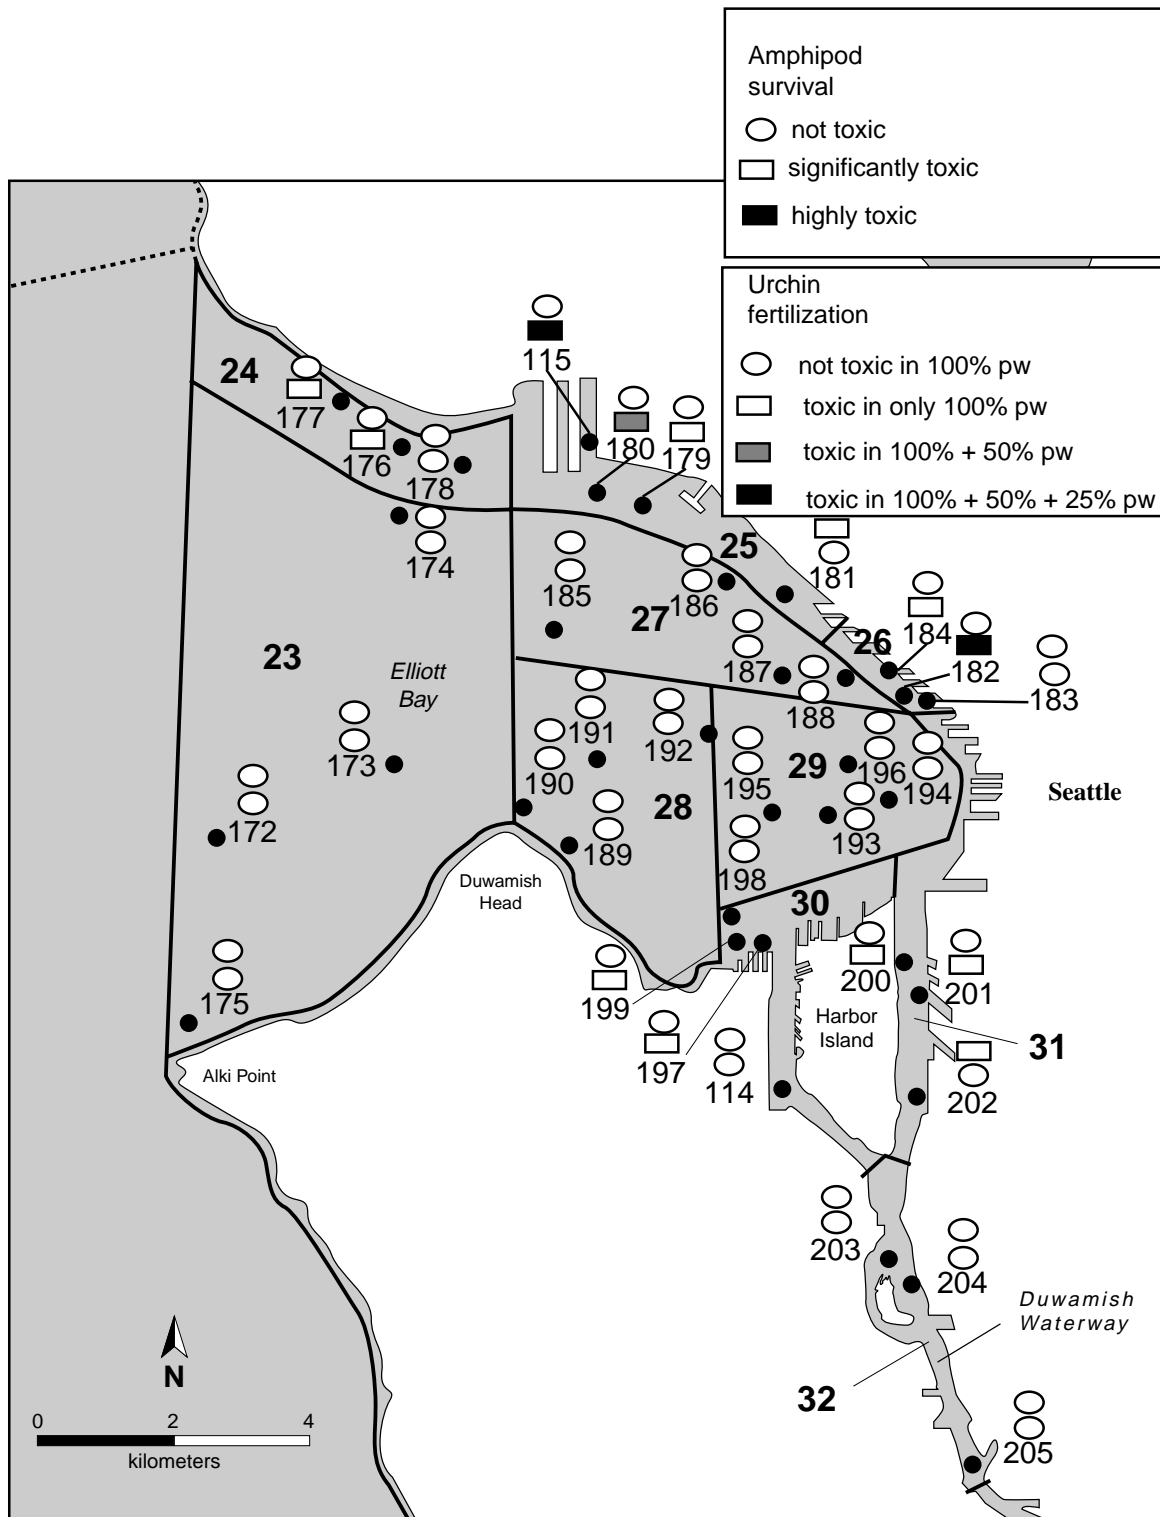 Amphipod
survival
not toxic
significantly toxic
highly toxic
Urchin
fertilization
not toxic in 100% pw
toxic in only 100% pw
toxic in 100% + 50% pw
toxic in 100% + 50% + 25% pw
115
24
177
176
178
180
179
174
25
181
185
186
27
184
26
182
183
187
188
23
Elliott
Bay
191
192
190
173
195
29
196
194
172
28
189
193
Seattle
198
Duwamish
Head
30
175
199
200
201
Harbor
Island
31
197
114
202
Alki Point
203
204
Duwamish
Waterway
32
205
N
0 2 4
kilometers